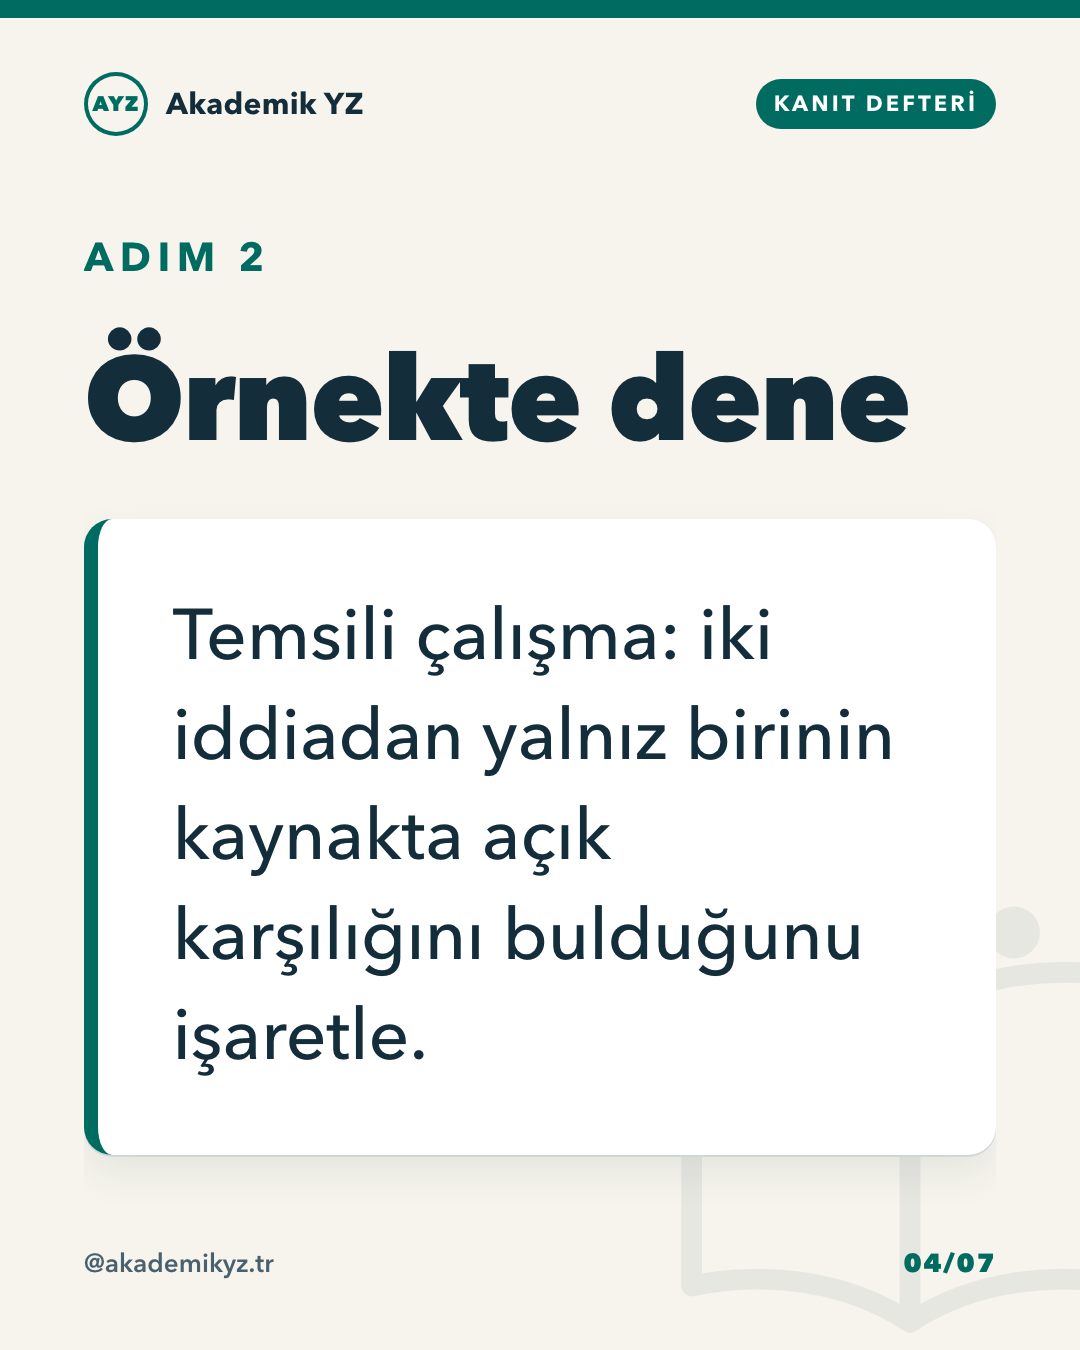 AYZ Akademik YZ
KANIT DEFTERİ
ADIM 2
Örnekte dene
Temsili çalışma: iki
iddiadan yalnız birinin
kaynakta açık
karşılığını bulduğunu
işaretle.
@akademikyz.tr
04/07